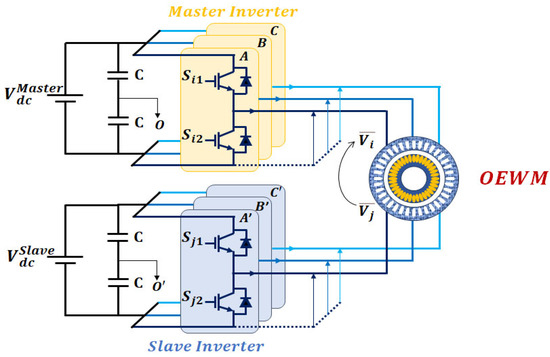 Master Inverter
C
B
A
V_dc^Master
C
C
O
S_i1
S_i2
V_i
V_j
OEWM
C'
B'
A'
V_dc^Slave
C
C
O'
S_j1
S_j2
Slave Inverter